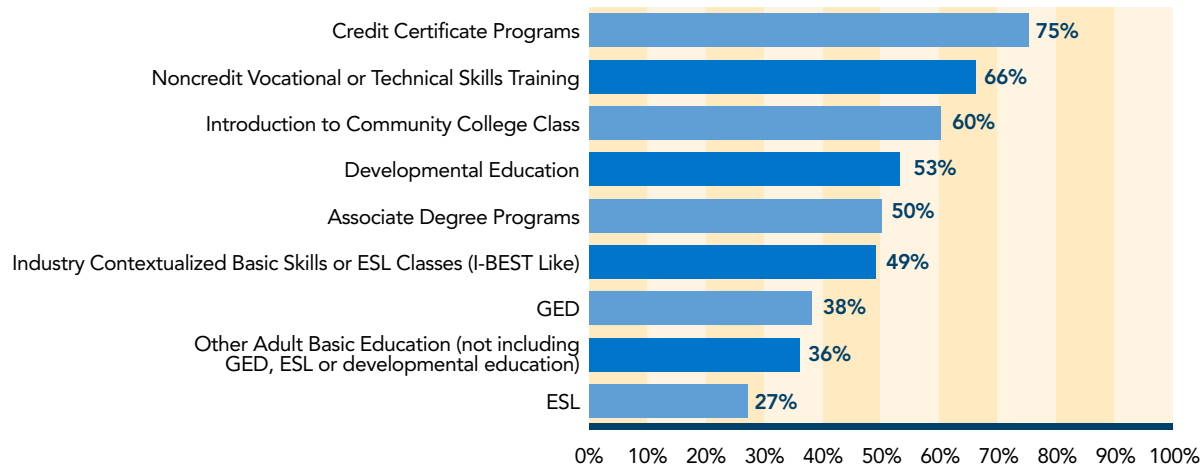 Credit Certificate Programs 75%
Noncredit Vocational or Technical Skills Training 66%
Introduction to Community College Class 60%
Developmental Education 53%
Associate Degree Programs 50%
Industry Contextualized Basic Skills or ESL Classes (I-BEST Like) 49%
GED 38%
Other Adult Basic Education (not including
GED, ESL or developmental education) 36%
ESL 27%
0% 10% 20% 30% 40% 50% 60% 70% 80% 90% 100%